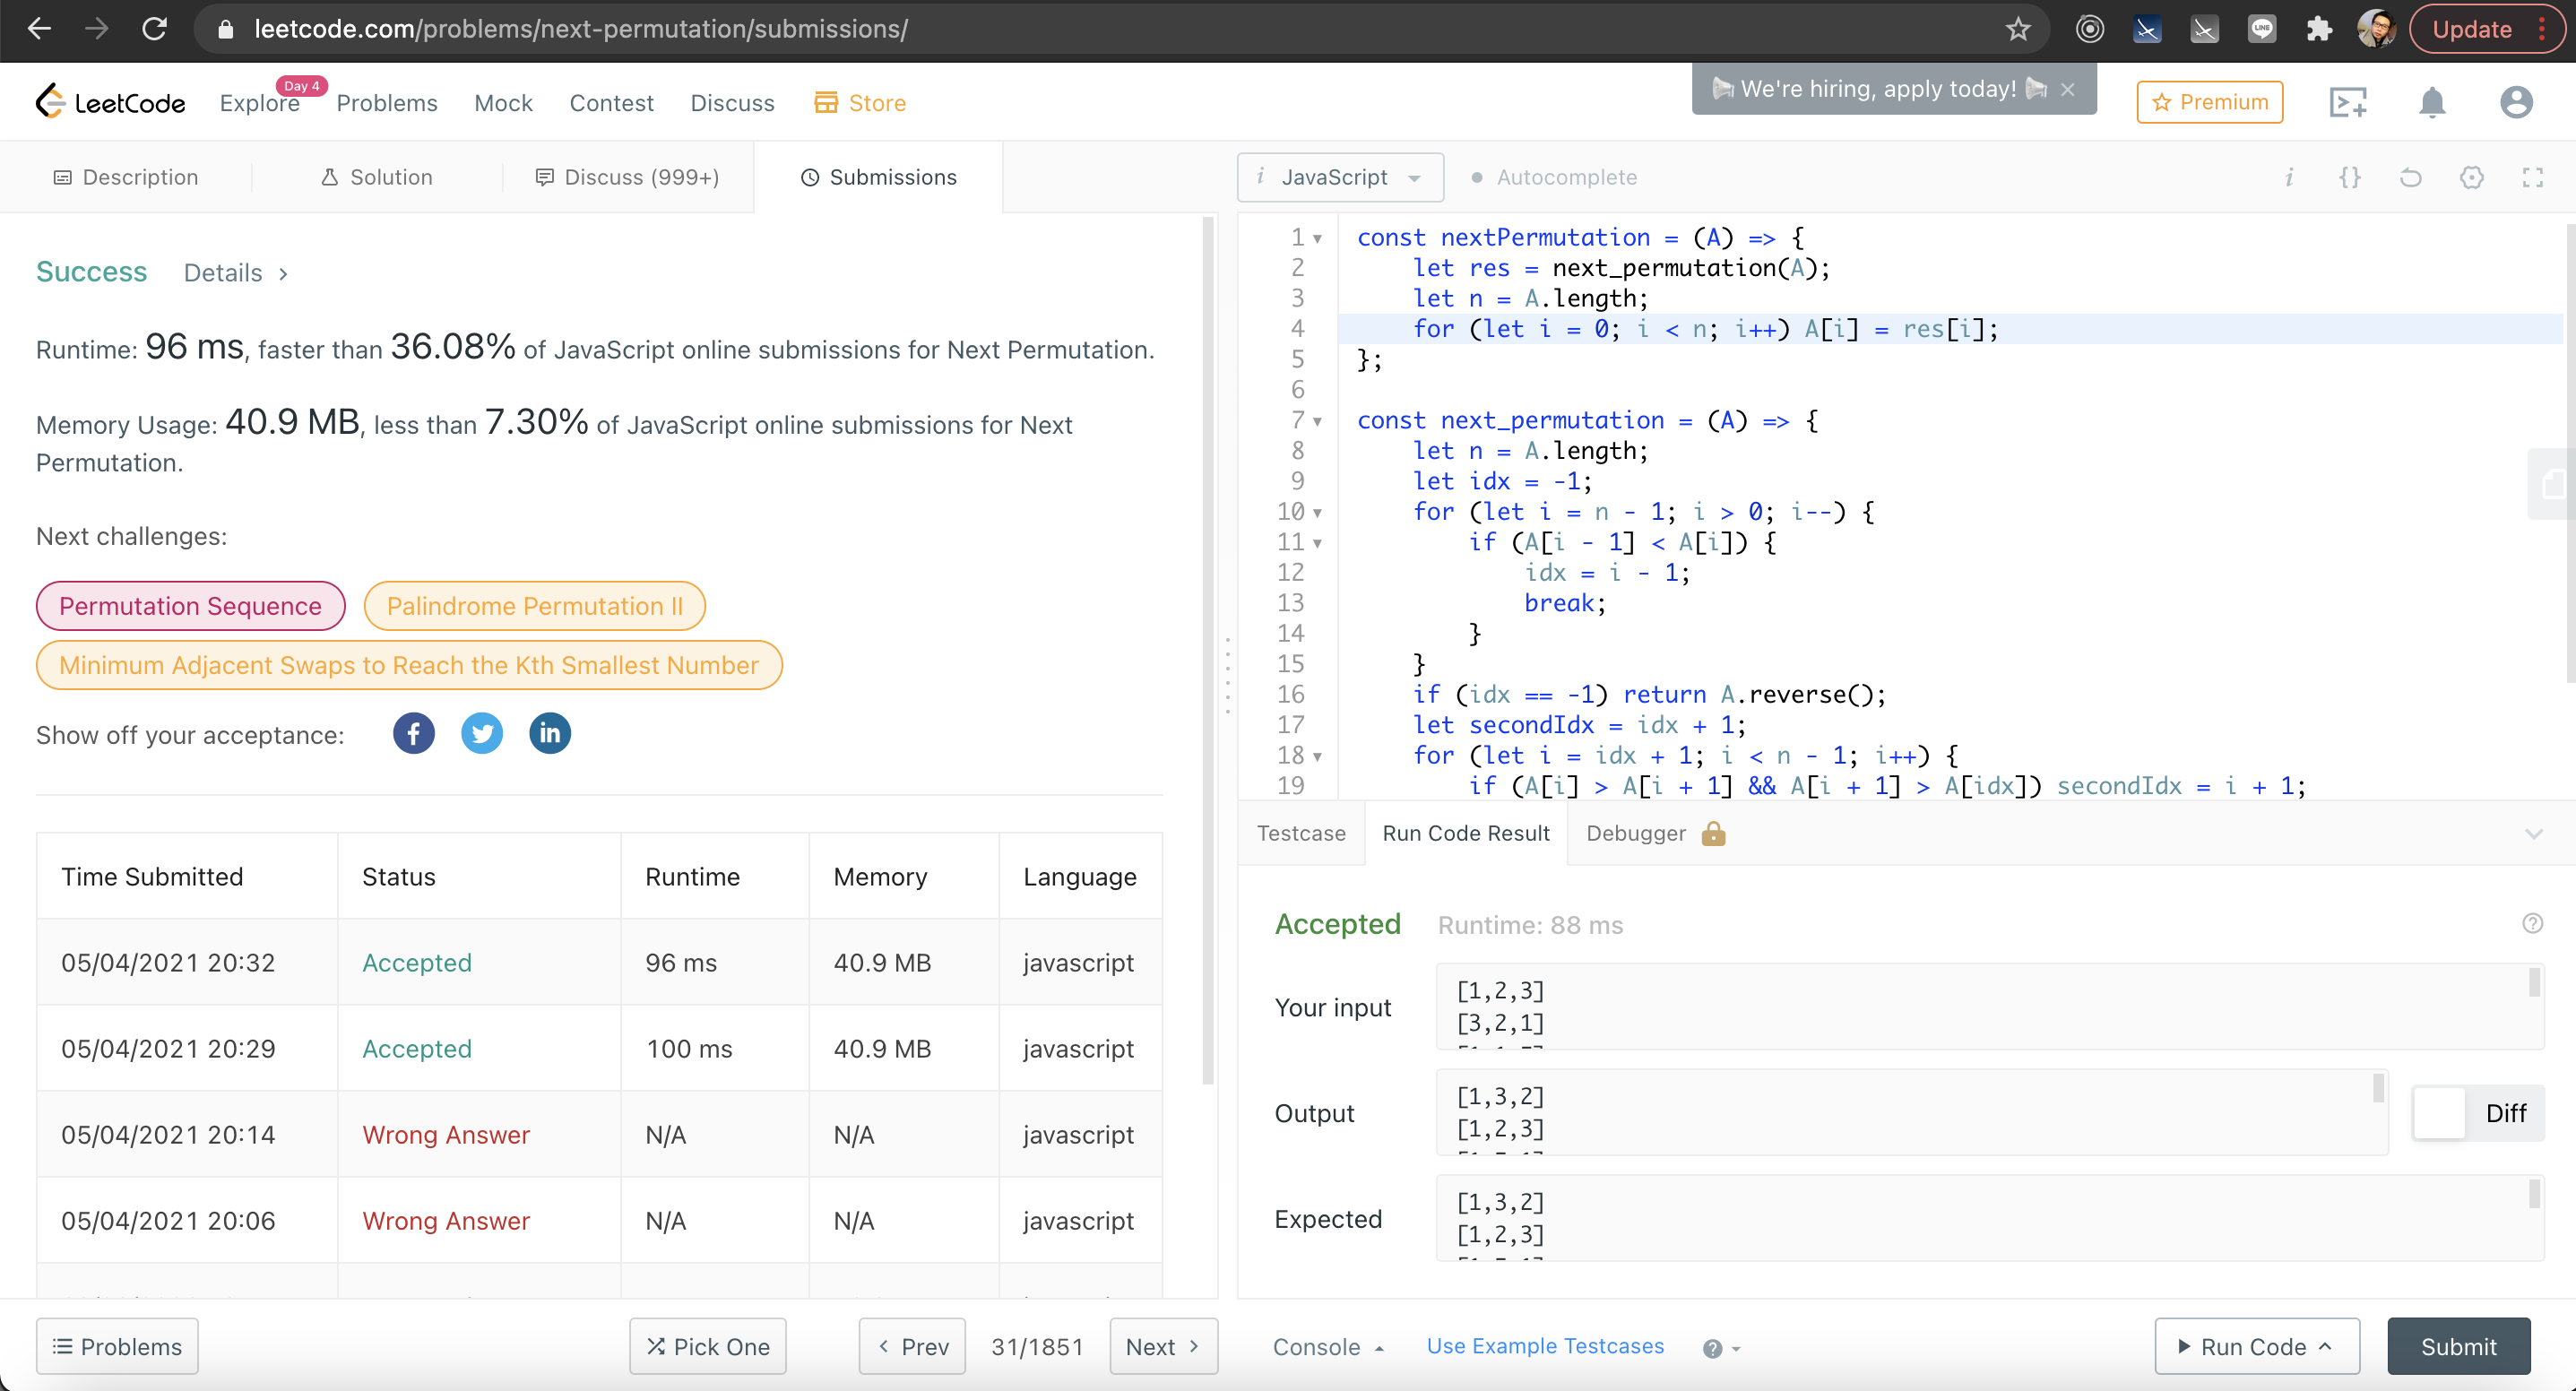 leetcode.com/problems/next-permutation/submissions/
Update
LeetCode
Explore
Day 4
Problems
Mock
Contest
Discuss
Store
We're hiring, apply today!
Premium
Description
Solution
Discuss (999+)
Submissions
Success
Details
Runtime: 96 ms, faster than 36.08% of JavaScript online submissions for Next Permutation.
Memory Usage: 40.9 MB, less than 7.30% of JavaScript online submissions for Next
Permutation.
Next challenges:
Permutation Sequence
Palindrome Permutation II
Minimum Adjacent Swaps to Reach the Kth Smallest Number
Show off your acceptance:
Time Submitted Status Runtime Memory Language
05/04/2021 20:32 Accepted 96 ms 40.9 MB javascript
05/04/2021 20:29 Accepted 100 ms 40.9 MB javascript
05/04/2021 20:14 Wrong Answer N/A N/A javascript
05/04/2021 20:06 Wrong Answer N/A N/A javascript
Problems
Pick One
Prev
31/1851
Next
i JavaScript
Autocomplete
1 const nextPermutation = (A) => {
2 let res = next_permutation(A);
3 let n = A.length;
4 for (let i = 0; i < n; i++) A[i] = res[i];
5 };
6
7 const next_permutation = (A) => {
8 let n = A.length;
9 let idx = -1;
10 for (let i = n - 1; i > 0; i--) {
11 if (A[i - 1] < A[i]) {
12 idx = i - 1;
13 break;
14 }
15 }
16 if (idx == -1) return A.reverse();
17 let secondIdx = idx + 1;
18 for (let i = idx + 1; i < n - 1; i++) {
19 if (A[i] > A[i + 1] && A[i + 1] > A[idx]) secondIdx = i + 1;
Testcase
Run Code Result
Debugger
Accepted
Runtime: 88 ms
Your input
[1,2,3]
[3,2,1]
Output
[1,3,2]
[1,2,3]
Diff
Expected
[1,3,2]
[1,2,3]
Console
Use Example Testcases
Run Code
Submit